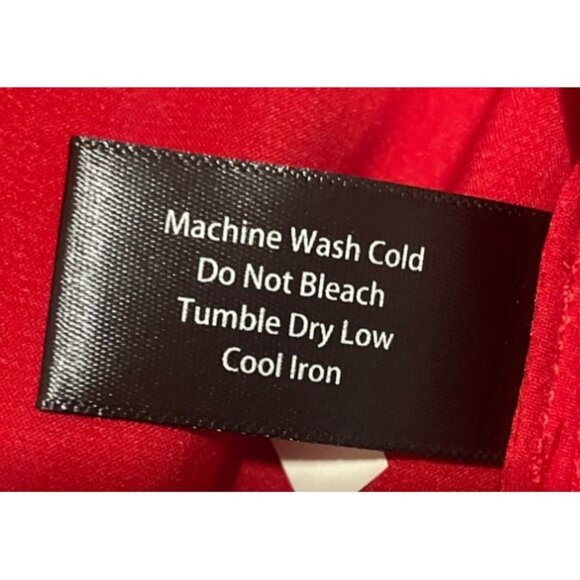 Machine Wash Cold
Do Not Bleach
Tumble Dry Low
Cool Iron